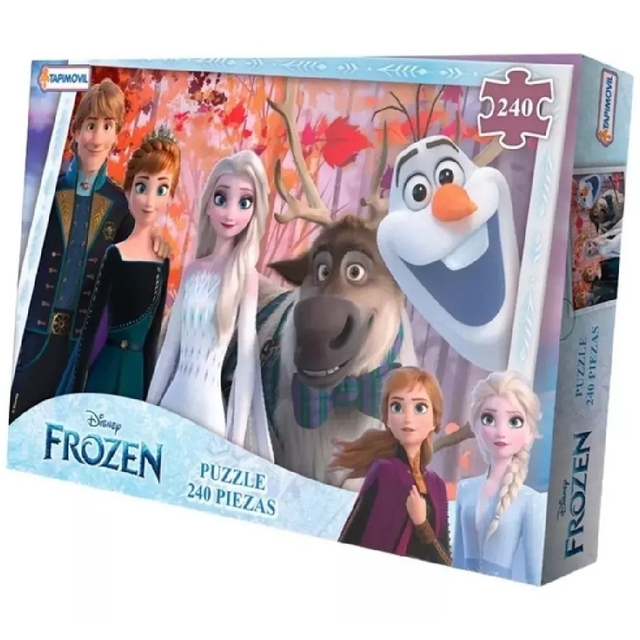 TAPIMOVIL
240
Disney
FROZEN
PUZZLE
240 PIEZAS
TAPIMOVIL
PUZZLE
240 PIEZAS
Disney
FROZEN